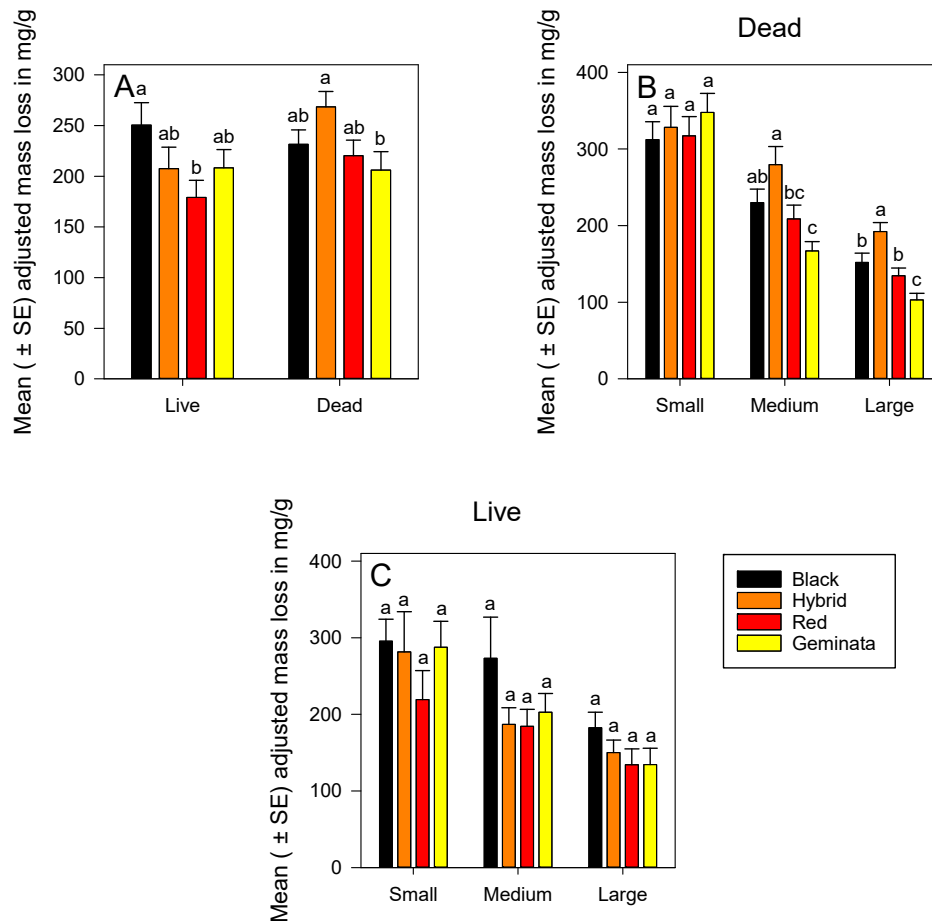 Mean ( ± SE) adjusted mass loss in mg/g
A
300
250
200
150
100
50
0
a
ab
b
ab
ab
a
ab
b
Live
Dead
Dead
Mean ( ± SE) adjusted mass loss in mg/g
B
400
300
200
100
0
a
a
a
a
ab
a
bc
c
b
a
b
c
Small
Medium
Large
Live
Mean ( ± SE) adjusted mass loss in mg/g
C
400
300
200
100
0
a
a
a
a
a
a
a
a
a
a
a
a
Small
Medium
Large
Black
Hybrid
Red
Geminata